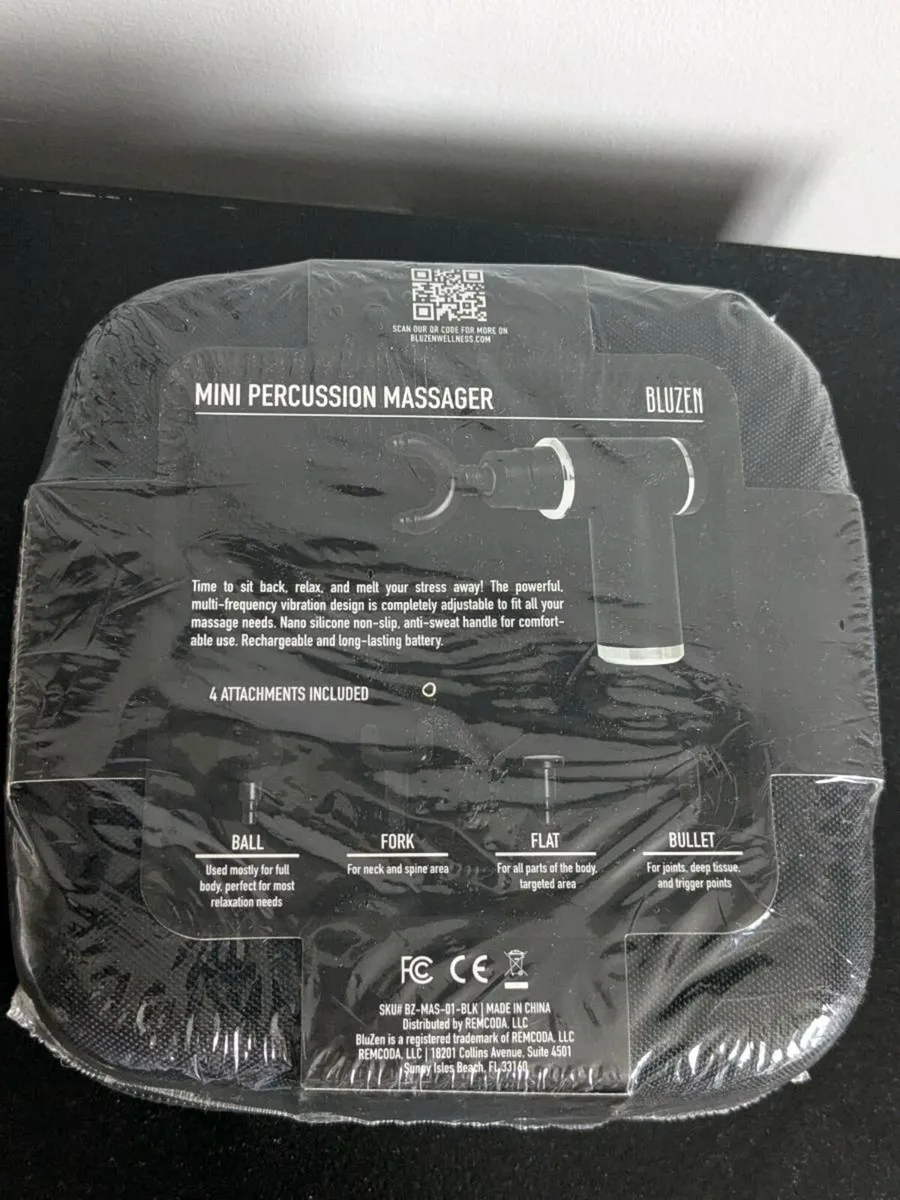 SCAN OUR QR CODE FOR MORE ON
BLUZENWELLNESS.COM
MINI PERCUSSION MASSAGER
BLUZEN
Time to sit back, relax, and melt your stress away! The powerful,
multi-frequency vibration design is completely adjustable to fit all your
massage needs. Nano silicone non-slip, anti-sweat handle for comfort-
able use. Rechargeable and long-lasting battery.
4 ATTACHMENTS INCLUDED
BALL
Used mostly for full
body, perfect for most
relaxation needs
FORK
For neck and spine area
FLAT
For all parts of the body,
targeted area
BULLET
For joints, deep tissue,
and trigger points
FC CE
SKU# BZ-MAS-01-BLK | MADE IN CHINA
Distributed by REMCODA, LLC
BluZen is a registered trademark of REMCODA, LLC
REMCODA, LLC | 18201 Collins Avenue, Suite 4501
Sunny Isles Beach, FL 33160